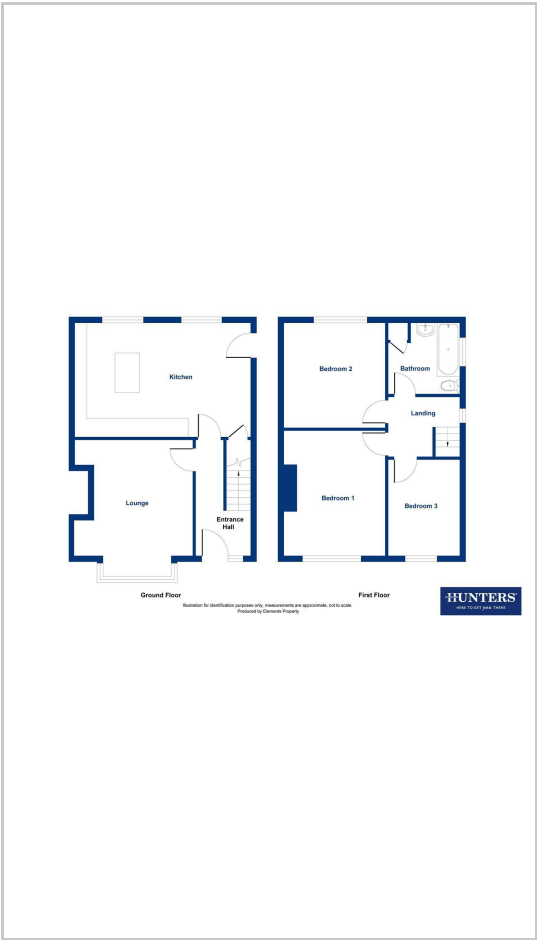 Kitchen
Lounge
Entrance
Hall
Bedroom 2
Bathroom
Landing
Bedroom 1
Bedroom 3
Ground Floor
First Floor
Illustration for identification purposes only, measurements are approximate, not to scale.
Produced by Elements Property
HUNTERS
HERE TO GET you THERE